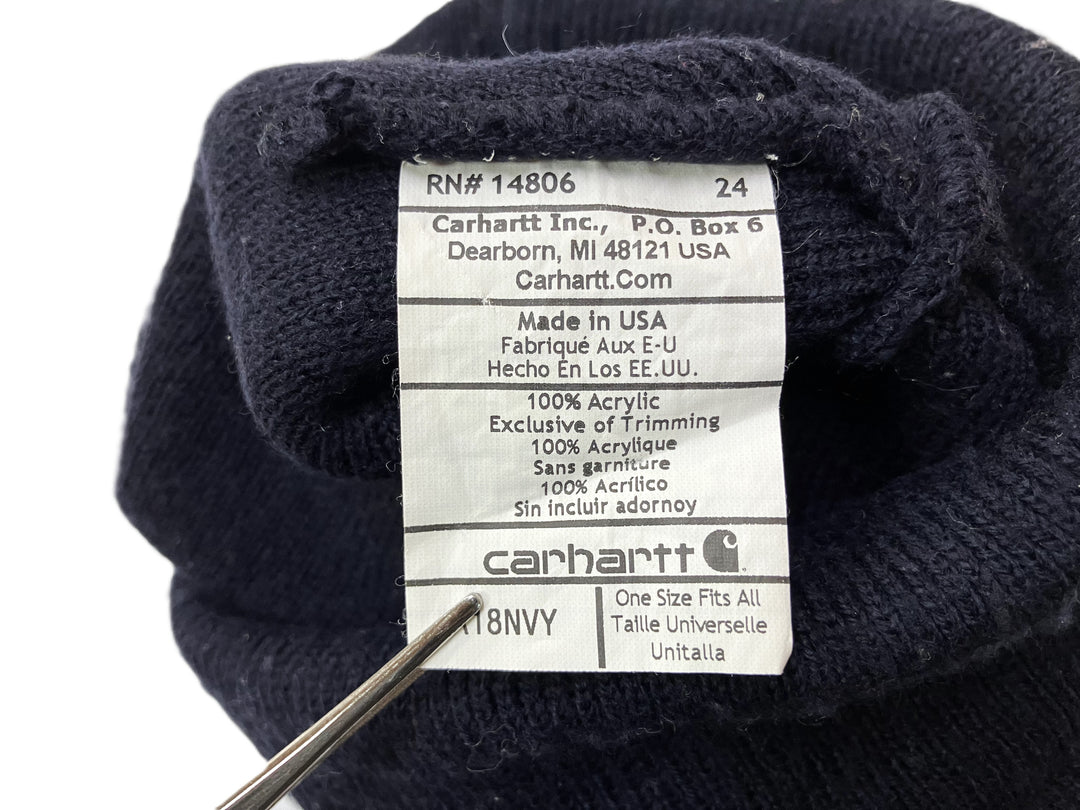 RN# 14806 24
Carhartt Inc., P.O. Box 6
Dearborn, MI 48121 USA
Carhartt.Com
Made in USA
Fabriqué Aux E-U
Hecho En Los EE.UU.
100% Acrylic
Exclusive of Trimming
100% Acrylique
Sans garniture
100% Acrílico
Sin incluir adornoy
carhartt
18NVY
One Size Fits All
Taille Universelle
Unitalla